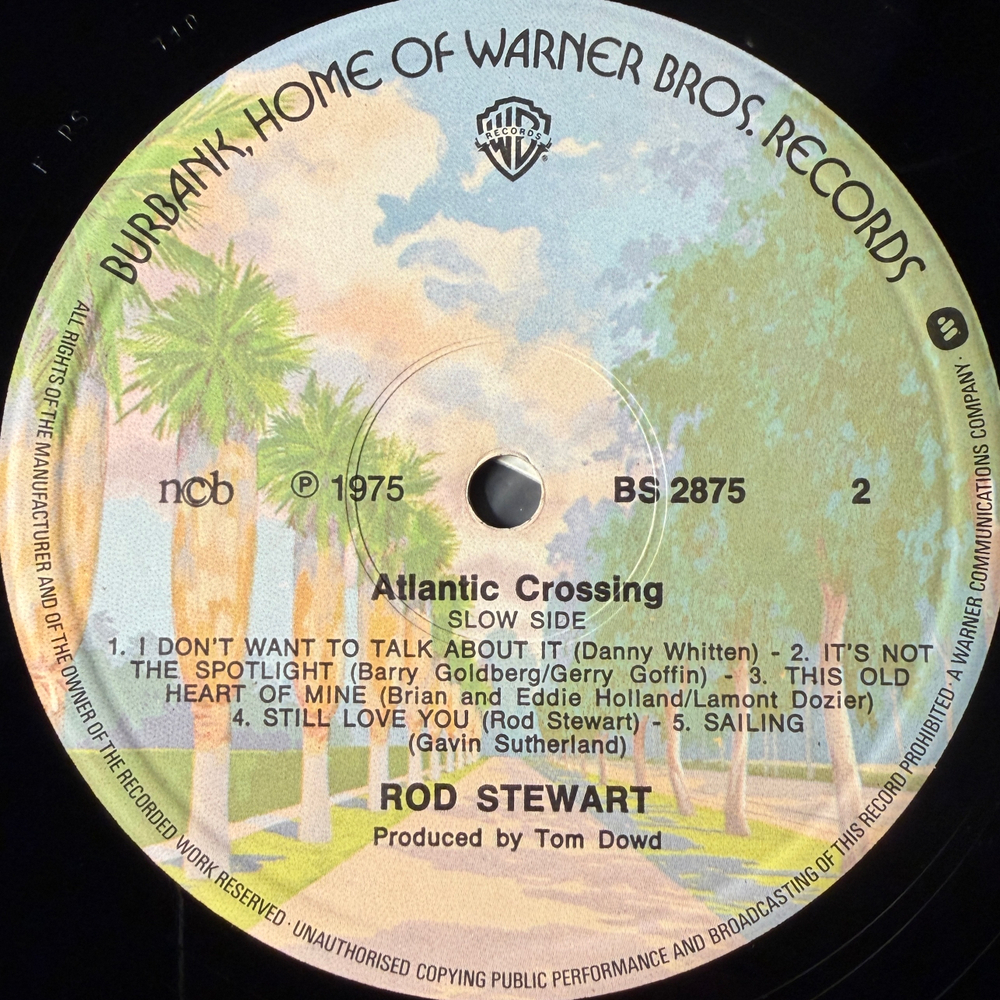 BURBANK, HOME OF WARNER BROS. RECORDS
RECORDS
ncb ℗ 1975 BS 2875 2
Atlantic Crossing
SLOW SIDE
1. I DON'T WANT TO TALK ABOUT IT (Danny Whitten) - 2. IT'S NOT
THE SPOTLIGHT (Barry Goldberg/Gerry Goffin) - 3. THIS OLD
HEART OF MINE (Brian and Eddie Holland/Lamont Dozier)
4. STILL LOVE YOU (Rod Stewart) - 5. SAILING
(Gavin Sutherland)
ROD STEWART
Produced by Tom Dowd
ALL RIGHTS OF THE MANUFACTURER AND OF THE OWNER OF THE RECORDED WORK RESERVED · UNAUTHORISED COPYING PUBLIC PERFORMANCE AND BROADCASTING OF THIS RECORD PROHIBITED · A WARNER COMMUNICATIONS COMPANY ·